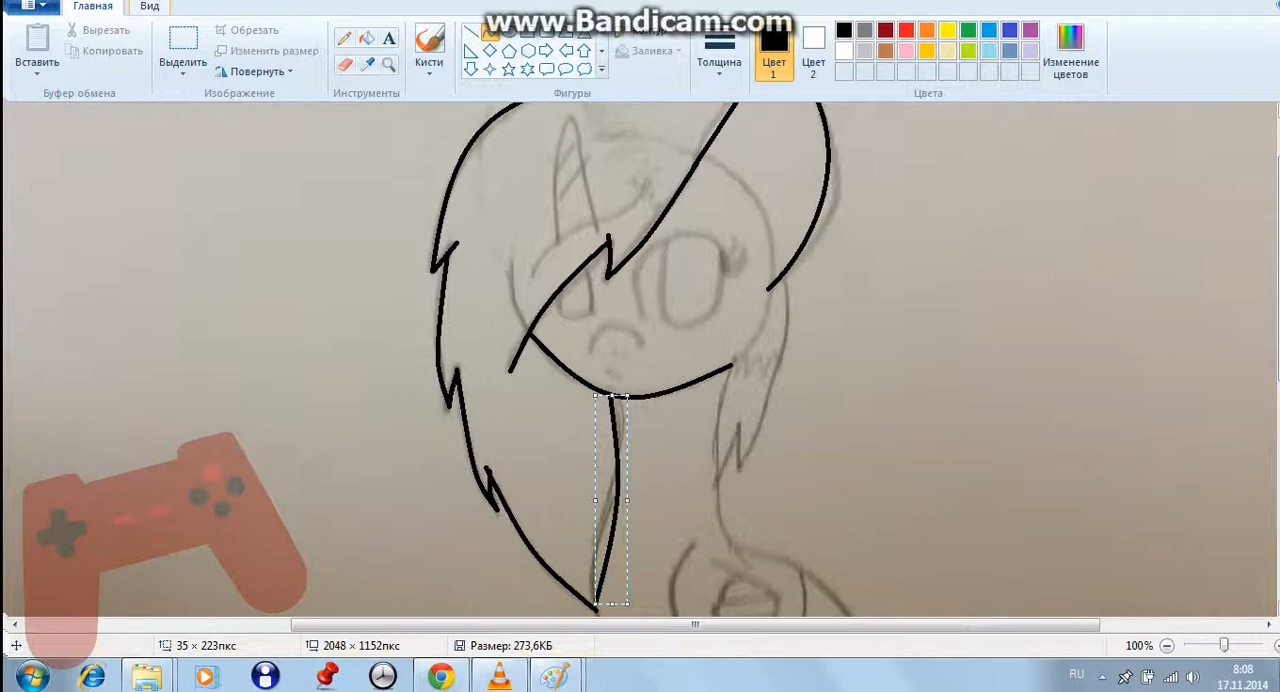 www.Bandicam.com
Главная
Вид
Вставить
Вырезать
Копировать
Буфер обмена
Выделить
Обрезать
Изменить размер
Повернуть
Изображение
A
Инструменты
Кисти
Заливка
Фигуры
Толщина
Цвет 1
Цвет 2
Цвета
Изменение цветов
35 × 223пкс
2048 × 1152пкс
Размер: 273,6КБ
100%
RU
8:08
17.11.2014